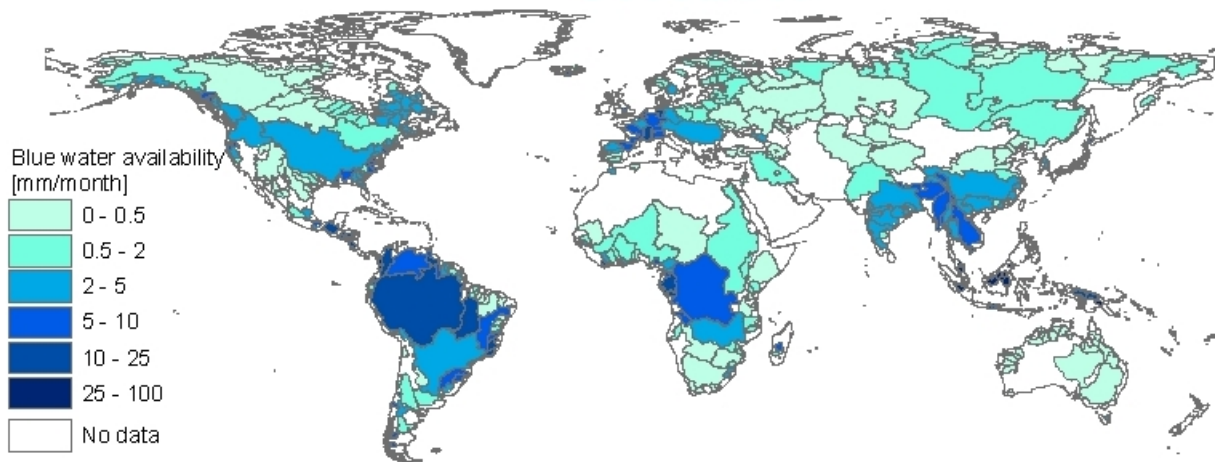 Blue water availability
[mm/month]
0 - 0.5
0.5 - 2
2 - 5
5 - 10
10 - 25
25 - 100
No data